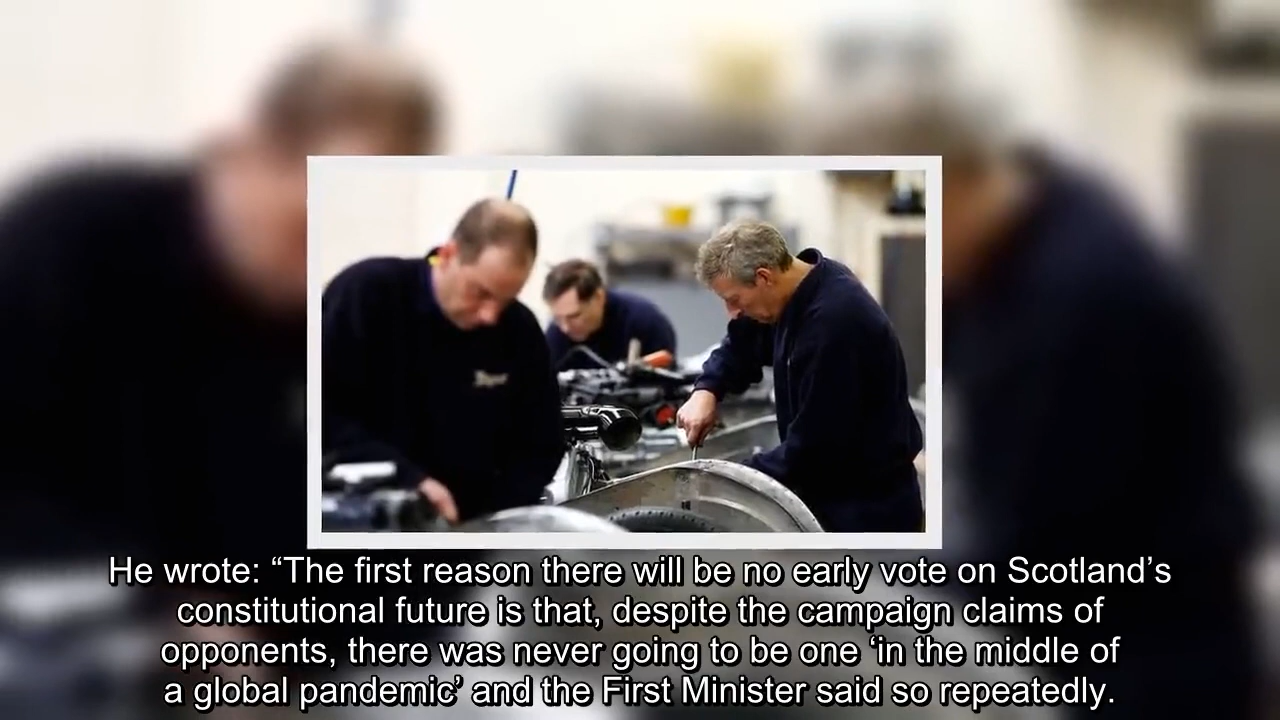 He wrote: “The first reason there will be no early vote on Scotland’s
constitutional future is that, despite the campaign claims of
opponents, there was never going to be one ‘in the middle of
a global pandemic’ and the First Minister said so repeatedly.